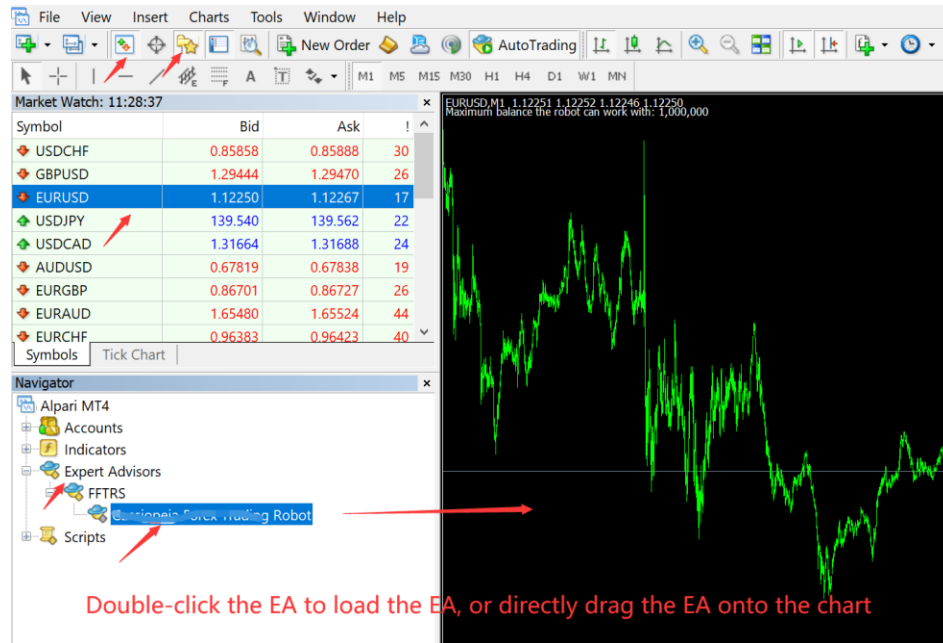 File View Insert Charts Tools Window Help
New Order AutoTrading
E F A T M1 M5 M15 M30 H1 H4 D1 W1 MN
Market Watch: 11:28:37
Symbol Bid Ask !
USDCHF 0.85858 0.85888 30
GBPUSD 1.29444 1.29470 26
EURUSD 1.12250 1.12267 17
USDJPY 139.540 139.562 22
USDCAD 1.31664 1.31688 24
AUDUSD 0.67819 0.67838 19
EURGBP 0.86701 0.86727 26
EURAUD 1.65480 1.65524 44
EURCHF 0.96383 0.96423 40
Symbols Tick Chart
Navigator
Alpari MT4
Accounts
Indicators
Expert Advisors
FFTRS
Forex Trading Robot
Scripts
EURUSD,M1 1.12251 1.12252 1.12246 1.12250
Maximum balance the robot can work with: 1,000,000
Double-click the EA to load the EA, or directly drag the EA onto the chart